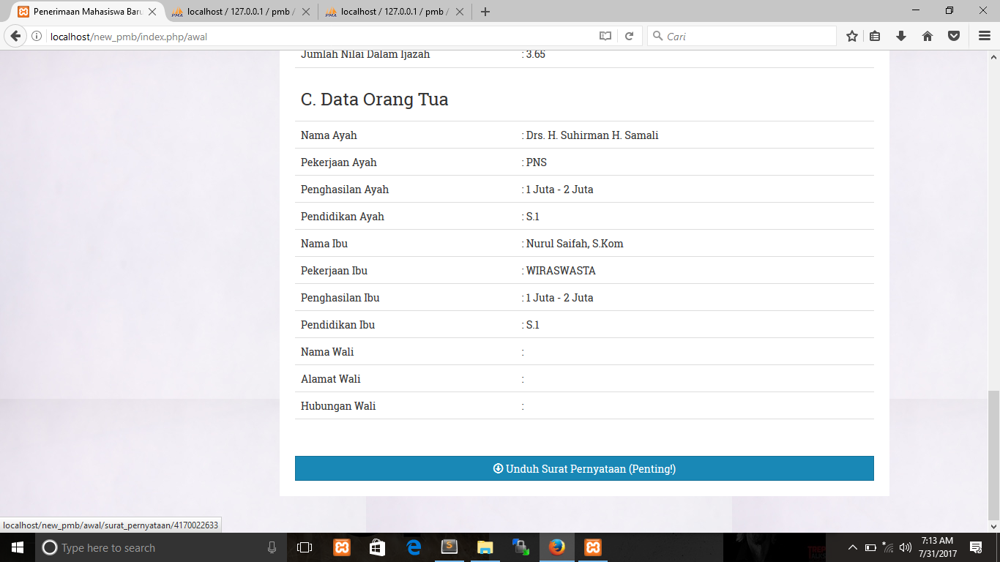 Penerimaan Mahasiswa Baru
localhost / 127.0.0.1 / pmb /
localhost / 127.0.0.1 / pmb /
localhost/new_pmb/index.php/awal
Cari
Jumlah Nilai Dalam Ijazah : 3.65
C. Data Orang Tua
Nama Ayah : Drs. H. Suhirman H. Samali
Pekerjaan Ayah : PNS
Penghasilan Ayah : 1 Juta - 2 Juta
Pendidikan Ayah : S.1
Nama Ibu : Nurul Saifah, S.Kom
Pekerjaan Ibu : WIRASWASTA
Penghasilan Ibu : 1 Juta - 2 Juta
Pendidikan Ibu : S.1
Nama Wali :
Alamat Wali :
Hubungan Wali :
Unduh Surat Pernyataan (Penting!)
localhost/new_pmb/awal/surat_pernyataan/4170022633
Type here to search
7:13 AM
7/31/2017